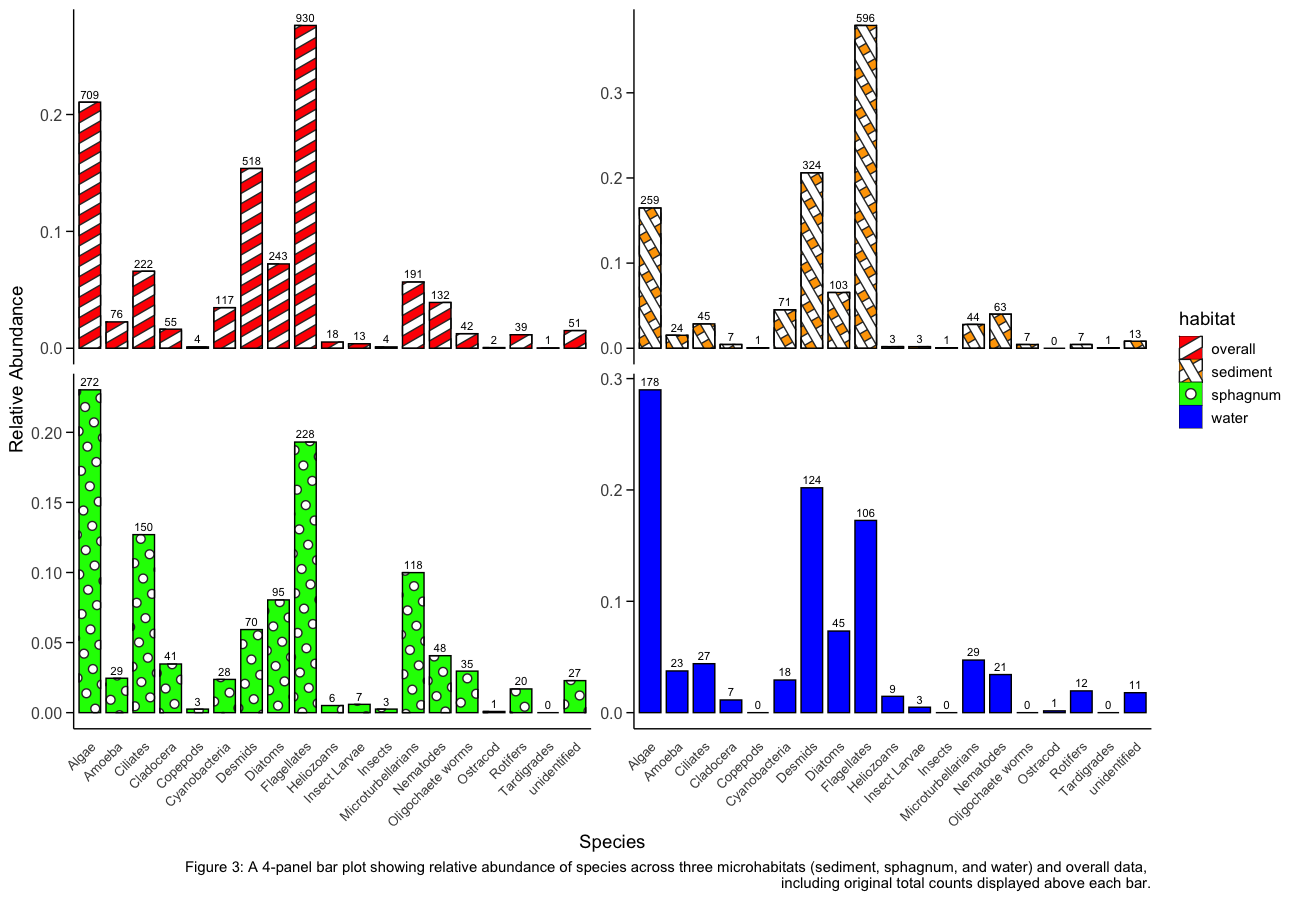 930
709
518
243
222
191
132
117
76
55
51
42
39
18
13
4
4
2
1
0.2
0.1
0.0
596
324
259
103
71
63
45
44
24
13
7
7
7
3
3
1
1
1
0
0.3
0.2
0.1
0.0
272
228
150
118
95
70
48
41
35
29
28
27
20
7
6
3
3
1
0
0.20
0.15
0.10
0.05
0.00
178
124
106
45
29
27
23
21
18
12
11
9
7
3
1
0
0
0
0
0.3
0.2
0.1
0.0
Relative Abundance
Algae
Amoeba
Ciliates
Cladocera
Copepods
Cyanobacteria
Desmids
Diatoms
Flagellates
Heliozoans
Insect Larvae
Insects
Microturbellarians
Nematodes
Oligochaete worms
Ostracod
Rotifers
Tardigrades
unidentified
Algae
Amoeba
Ciliates
Cladocera
Copepods
Cyanobacteria
Desmids
Diatoms
Flagellates
Heliozoans
Insect Larvae
Insects
Microturbellarians
Nematodes
Oligochaete worms
Ostracod
Rotifers
Tardigrades
unidentified
Species
habitat
overall
sediment
sphagnum
water
Figure 3: A 4-panel bar plot showing relative abundance of species across three microhabitats (sediment, sphagnum, and water) and overall data,
including original total counts displayed above each bar.